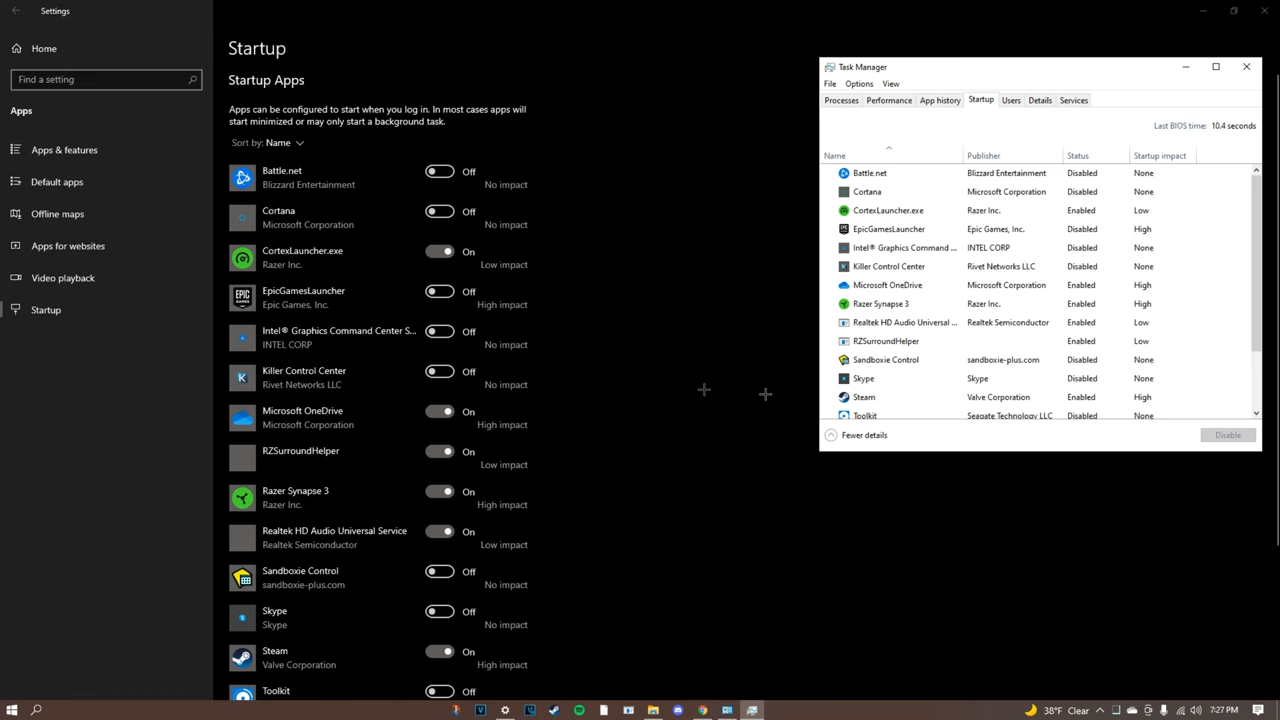 Settings
Home
Find a setting
Apps
Apps & features
Default apps
Offline maps
Apps for websites
Video playback
Startup
Startup
Startup Apps
Apps can be configured to start when you log in. In most cases apps will
start minimized or may only start a background task.
Sort by: Name
Battle.net Off
Blizzard Entertainment No impact
Cortana Off
Microsoft Corporation No impact
CortexLauncher.exe On
Razer Inc. Low impact
EpicGamesLauncher Off
Epic Games, Inc. High impact
Intel® Graphics Command Center S... Off
INTEL CORP No impact
Killer Control Center Off
Rivet Networks LLC No impact
Microsoft OneDrive On
Microsoft Corporation High impact
RZSurroundHelper On
Low impact
Razer Synapse 3 On
Razer Inc. High impact
Realtek HD Audio Universal Service On
Realtek Semiconductor Low impact
Sandboxie Control Off
sandboxie-plus.com No impact
Skype Off
Skype No impact
Steam On
Valve Corporation High impact
Toolkit Off
Task Manager
File Options View
Processes Performance App history Startup Users Details Services
Last BIOS time: 10.4 seconds
Name Publisher Status Startup impact
Battle.net Blizzard Entertainment Disabled None
Cortana Microsoft Corporation Disabled None
CortexLauncher.exe Razer Inc. Enabled Low
EPIC GAMES EpicGamesLauncher Epic Games, Inc. Disabled High
Intel® Graphics Command ... INTEL CORP Disabled None
Killer Control Center Rivet Networks LLC Disabled None
Microsoft OneDrive Microsoft Corporation Enabled High
Razer Synapse 3 Razer Inc. Enabled High
Realtek HD Audio Universal ... Realtek Semiconductor Enabled Low
RZSurroundHelper Enabled Low
Sandboxie Control sandboxie-plus.com Disabled None
Skype Skype Disabled None
Steam Valve Corporation Enabled High
Toolkit Seagate Technology LLC Disabled None
Fewer details Disable
38°F Clear 7:27 PM